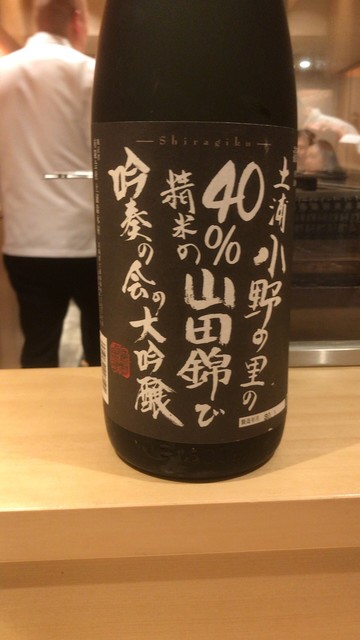 Shiragiku
土浦小野の里の
40%山田錦び
精米の
吟奏の会の大吟醸